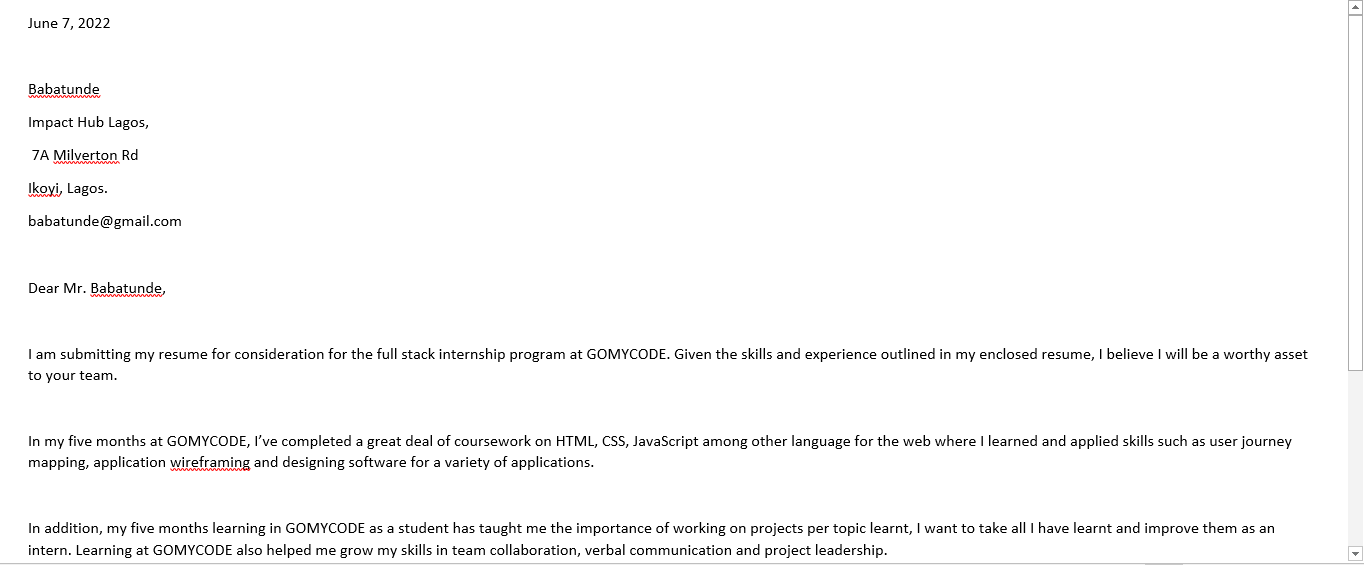 June 7, 2022
Babatunde
Impact Hub Lagos,
7A Milverton Rd
Ikoyi, Lagos.
babatunde@gmail.com
Dear Mr. Babatunde,
I am submitting my resume for consideration for the full stack internship program at GOMYCODE. Given the skills and experience outlined in my enclosed resume, I believe I will be a worthy asset
to your team.
In my five months at GOMYCODE, I’ve completed a great deal of coursework on HTML, CSS, JavaScript among other language for the web where I learned and applied skills such as user journey
mapping, application wireframing and designing software for a variety of applications.
In addition, my five months learning in GOMYCODE as a student has taught me the importance of working on projects per topic learnt, I want to take all I have learnt and improve them as an
intern. Learning at GOMYCODE also helped me grow my skills in team collaboration, verbal communication and project leadership.